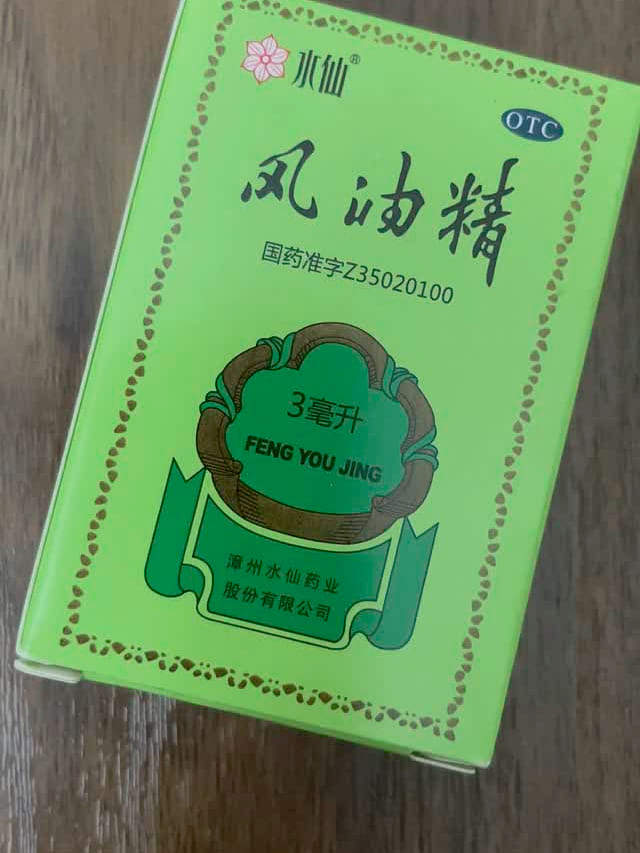 水仙®
OTC
风油精
国药准字Z35020100
3毫升
FENG YOU JING
漳州水仙药业
股份有限公司